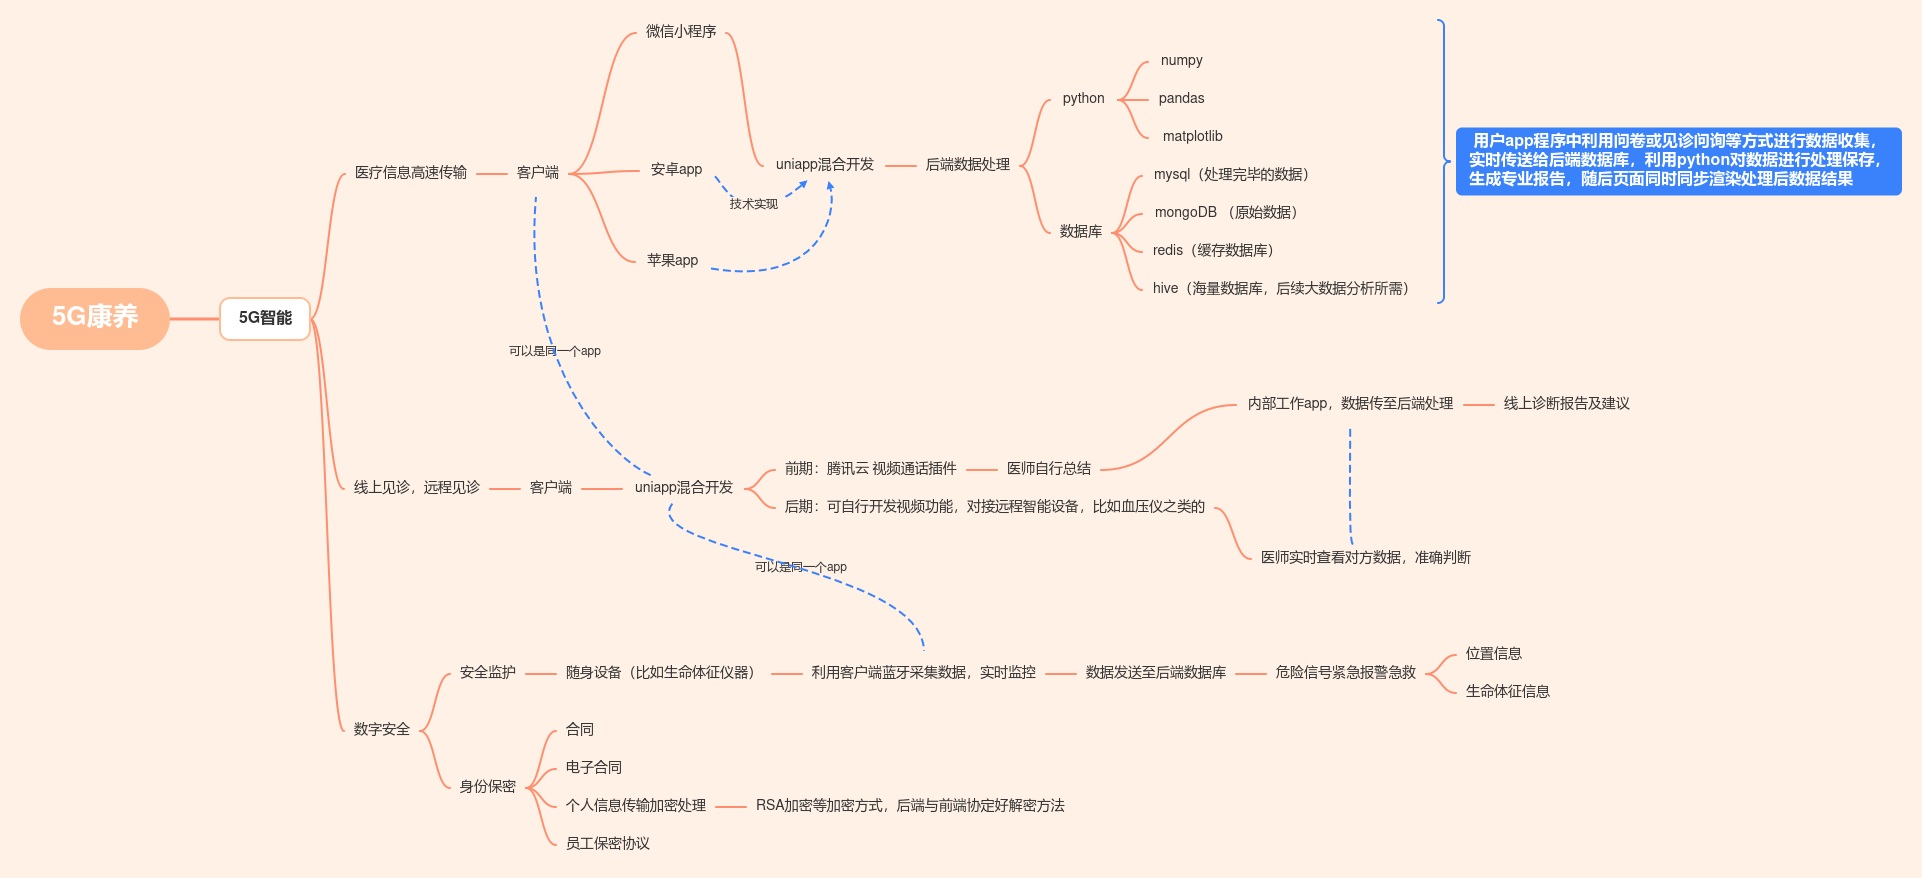 5G康养
5G智能
医疗信息高速传输
客户端
微信小程序
安卓app
苹果app
技术实现
uniapp混合开发
后端数据处理
python
numpy
pandas
matplotlib
数据库
mysql（处理完毕的数据）
mongoDB （原始数据）
redis（缓存数据库）
hive（海量数据库，后续大数据分析所需）
用户app程序中利用问卷或见诊问询等方式进行数据收集，
实时传送给后端数据库，利用python对数据进行处理保存，
生成专业报告，随后页面同时同步渲染处理后数据结果
可以是同一个app
线上见诊，远程见诊
客户端
uniapp混合开发
前期：腾讯云 视频通话插件
医师自行总结
内部工作app，数据传至后端处理
线上诊断报告及建议
后期：可自行开发视频功能，对接远程智能设备，比如血压仪之类的
医师实时查看对方数据，准确判断
可以是同一个app
数字安全
安全监护
随身设备（比如生命体征仪器）
利用客户端蓝牙采集数据，实时监控
数据发送至后端数据库
危险信号紧急报警急救
位置信息
生命体征信息
身份保密
合同
电子合同
个人信息传输加密处理
RSA加密等加密方式，后端与前端协定好解密方法
员工保密协议